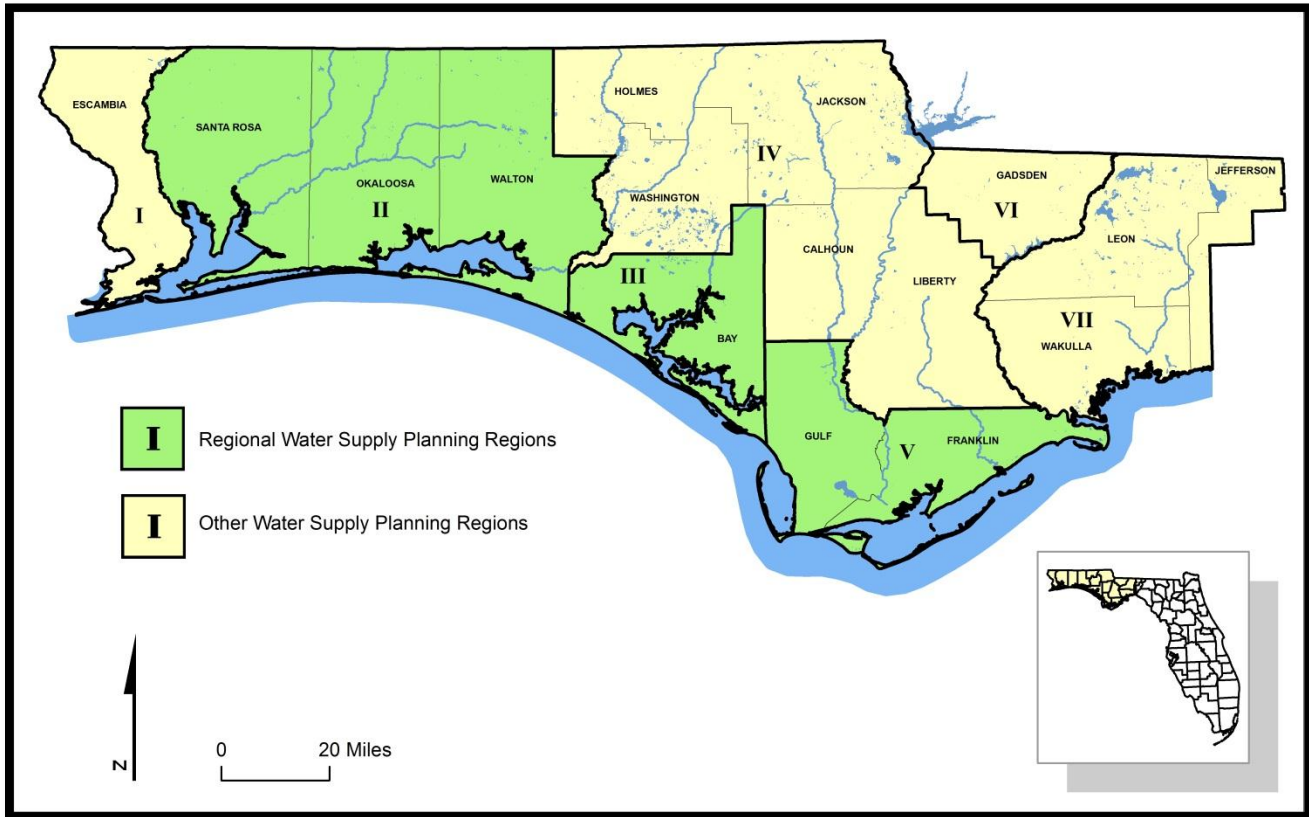 ESCAMBIA
SANTA ROSA
I
OKALOOSA
II
WALTON
HOLMES
JACKSON
IV
WASHINGTON
GADSDEN
VI
JEFFERSON
LEON
CALHOUN
LIBERTY
III
BAY
VII
WAKULLA
GULF
V
FRANKLIN
I Regional Water Supply Planning Regions
I Other Water Supply Planning Regions
N
0 20 Miles